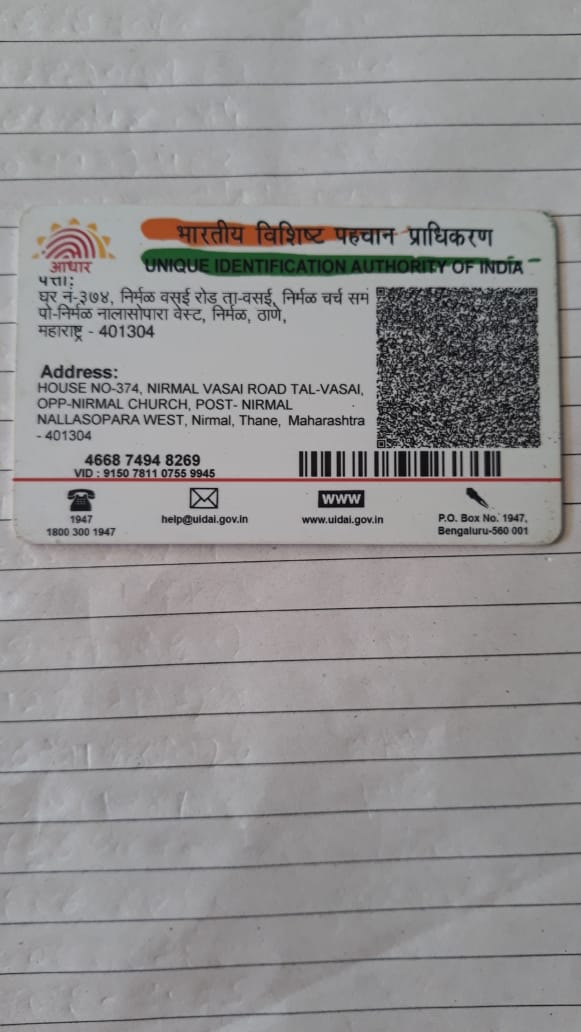 भारतीय विशिष्ट पहचान प्राधिकरण
आधार
UNIQUE IDENTIFICATION AUTHORITY OF INDIA
पत्ता:
घर नं-३७४, निर्मळ वसई रोड ता-वसई, निर्मळ चर्च समोर
पो-निर्मळ नालासोपारा वेस्ट, निर्मळ, ठाणे,
महाराष्ट्र - 401304
Address:
HOUSE NO-374, NIRMAL VASAI ROAD TAL-VASAI,
OPP-NIRMAL CHURCH, POST- NIRMAL
NALLASOPARA WEST, Nirmal, Thane, Maharashtra
- 401304
4668 7494 8269
VID : 9150 7811 0755 9945
1947
1800 300 1947
help@uidai.gov.in
WWW
www.uidai.gov.in
P.O. Box No. 1947,
Bengaluru-560 001